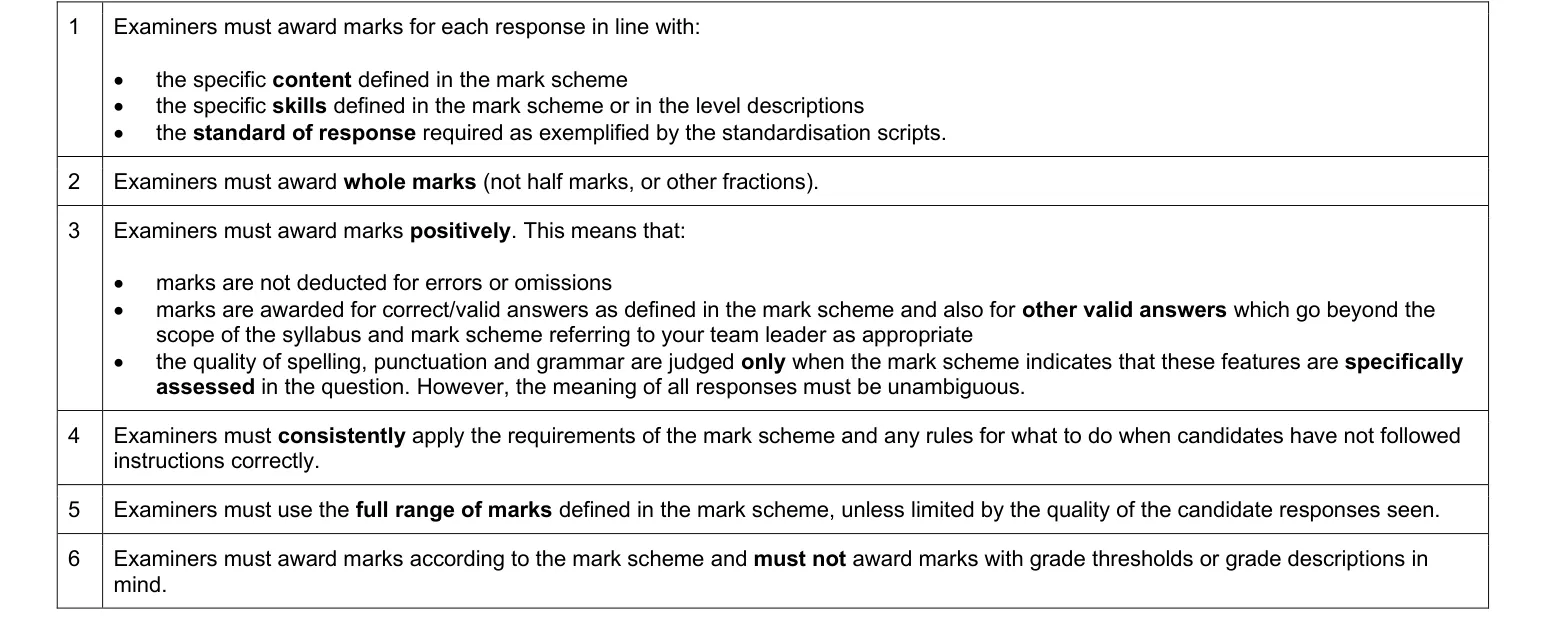 1 Examiners must award marks for each response in line with:
• the specific content defined in the mark scheme
• the specific skills defined in the mark scheme or in the level descriptions
• the standard of response required as exemplified by the standardisation scripts.
2 Examiners must award whole marks (not half marks, or other fractions).
3 Examiners must award marks positively. This means that:
• marks are not deducted for errors or omissions
• marks are awarded for correct/valid answers as defined in the mark scheme and also for other valid answers which go beyond the
scope of the syllabus and mark scheme referring to your team leader as appropriate
• the quality of spelling, punctuation and grammar are judged only when the mark scheme indicates that these features are specifically
assessed in the question. However, the meaning of all responses must be unambiguous.
4 Examiners must consistently apply the requirements of the mark scheme and any rules for what to do when candidates have not followed
instructions correctly.
5 Examiners must use the full range of marks defined in the mark scheme, unless limited by the quality of the candidate responses seen.
6 Examiners must award marks according to the mark scheme and must not award marks with grade thresholds or grade descriptions in
mind.